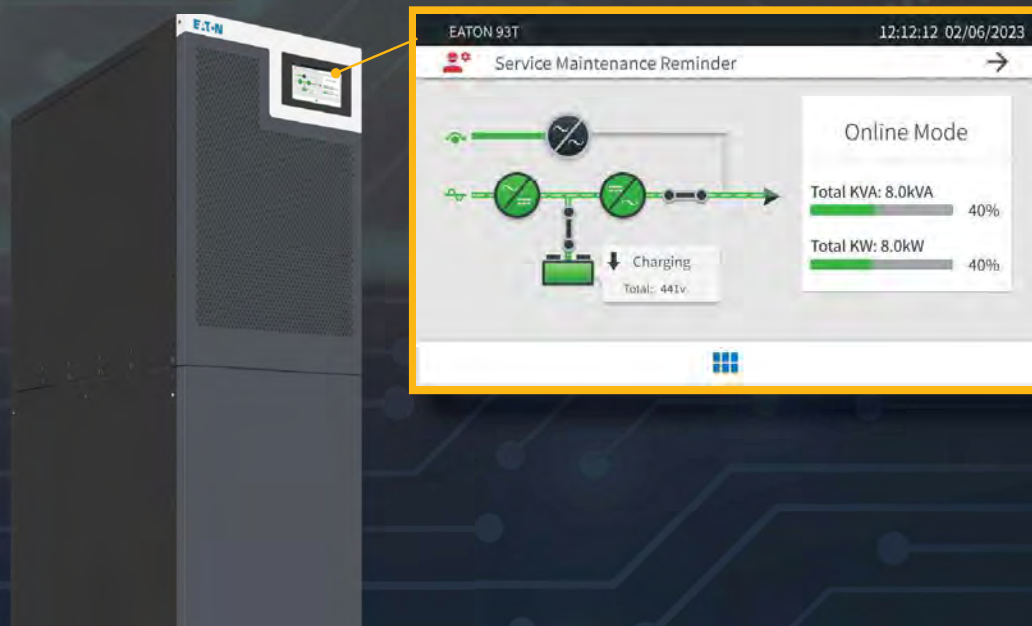 EATON
EATON 93T
12:12:12 02/06/2023
Service Maintenance Reminder
Online Mode
Total KVA: 8.0kVA
40%
Total KW: 8.0kW
40%
Charging
Total: 441v